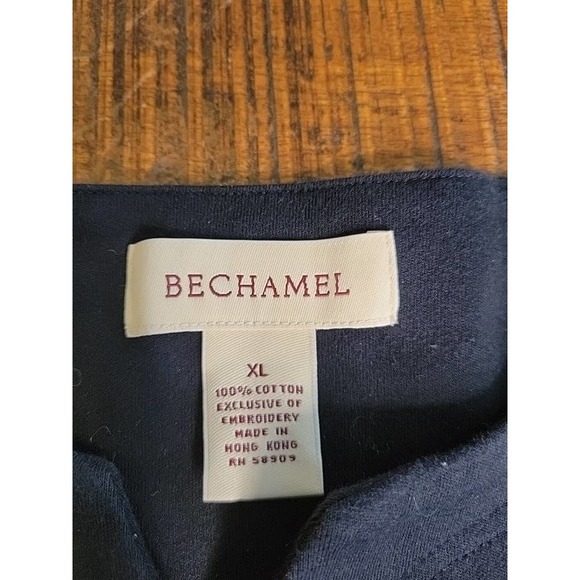 BECHAMEL
XL
100% COTTON
EXCLUSIVE OF
EMBROIDERY
MADE IN
HONG KONG
RN 58909